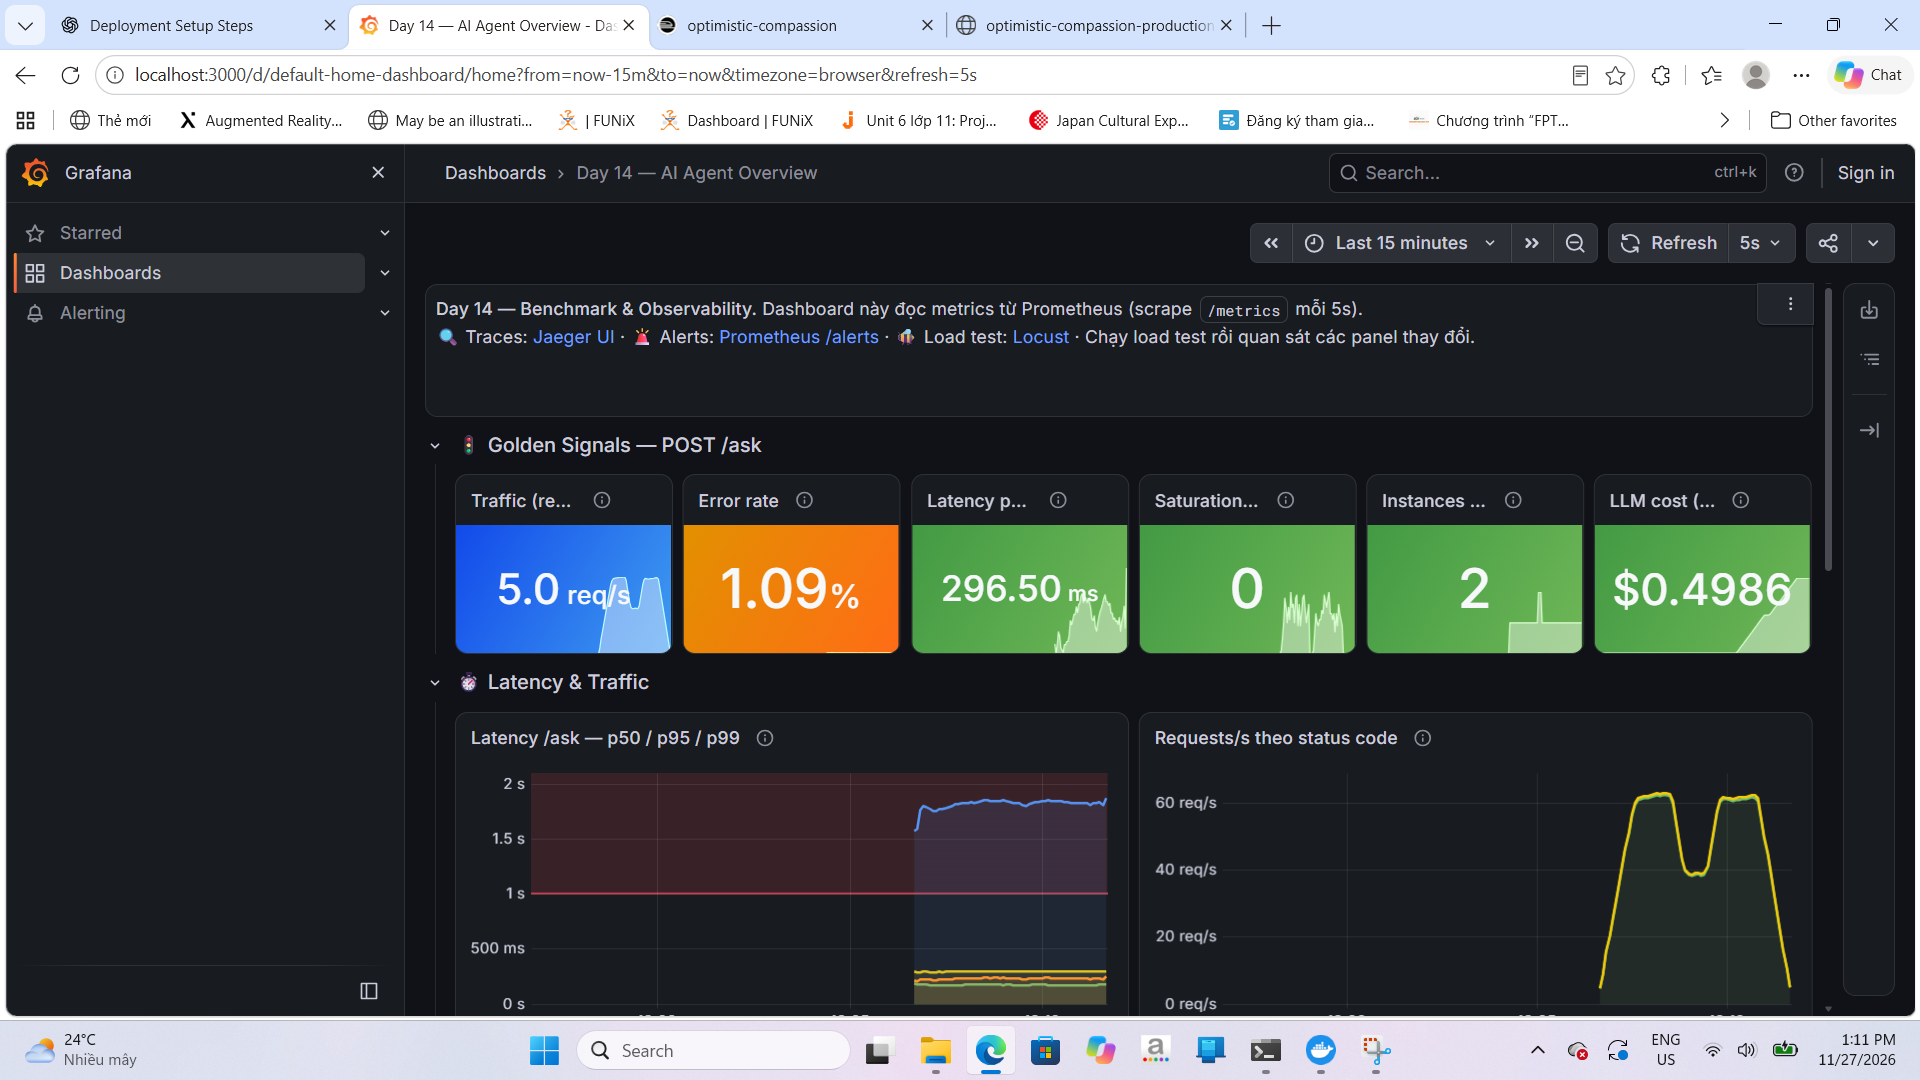 Deployment Setup Steps
Day 14 — AI Agent Overview - Das
optimistic-compassion
optimistic-compassion-production
localhost:3000/d/default-home-dashboard/home?from=now-15m&to=now&timezone=browser&refresh=5s
Chat
Thẻ mới
Augmented Reality...
May be an illustrati...
| FUNiX
Dashboard | FUNiX
Unit 6 lớp 11: Proj...
Japan Cultural Exp...
Đăng ký tham gia...
Chương trình “FPT...
Other favorites
Grafana
Dashboards › Day 14 — AI Agent Overview
Search... ctrl+k
Sign in
Starred
Dashboards
Alerting
Last 15 minutes
Refresh 5s
Day 14 — Benchmark & Observability. Dashboard này đọc metrics từ Prometheus (scrape /metrics mỗi 5s).
Traces: Jaeger UI · Alerts: Prometheus /alerts · Load test: Locust · Chạy load test rồi quan sát các panel thay đổi.
Golden Signals — POST /ask
Traffic (re...
5.0 req/s
Error rate
1.09%
Latency p...
296.50 ms
Saturation...
0
Instances ...
2
LLM cost (...
$0.4986
Latency & Traffic
Latency /ask — p50 / p95 / p99
2 s
1.5 s
1 s
500 ms
0 s
Requests/s theo status code
60 req/s
40 req/s
20 req/s
0 req/s
24°C
Nhiều mây
Search
ENG
US
1:11 PM
11/27/2026